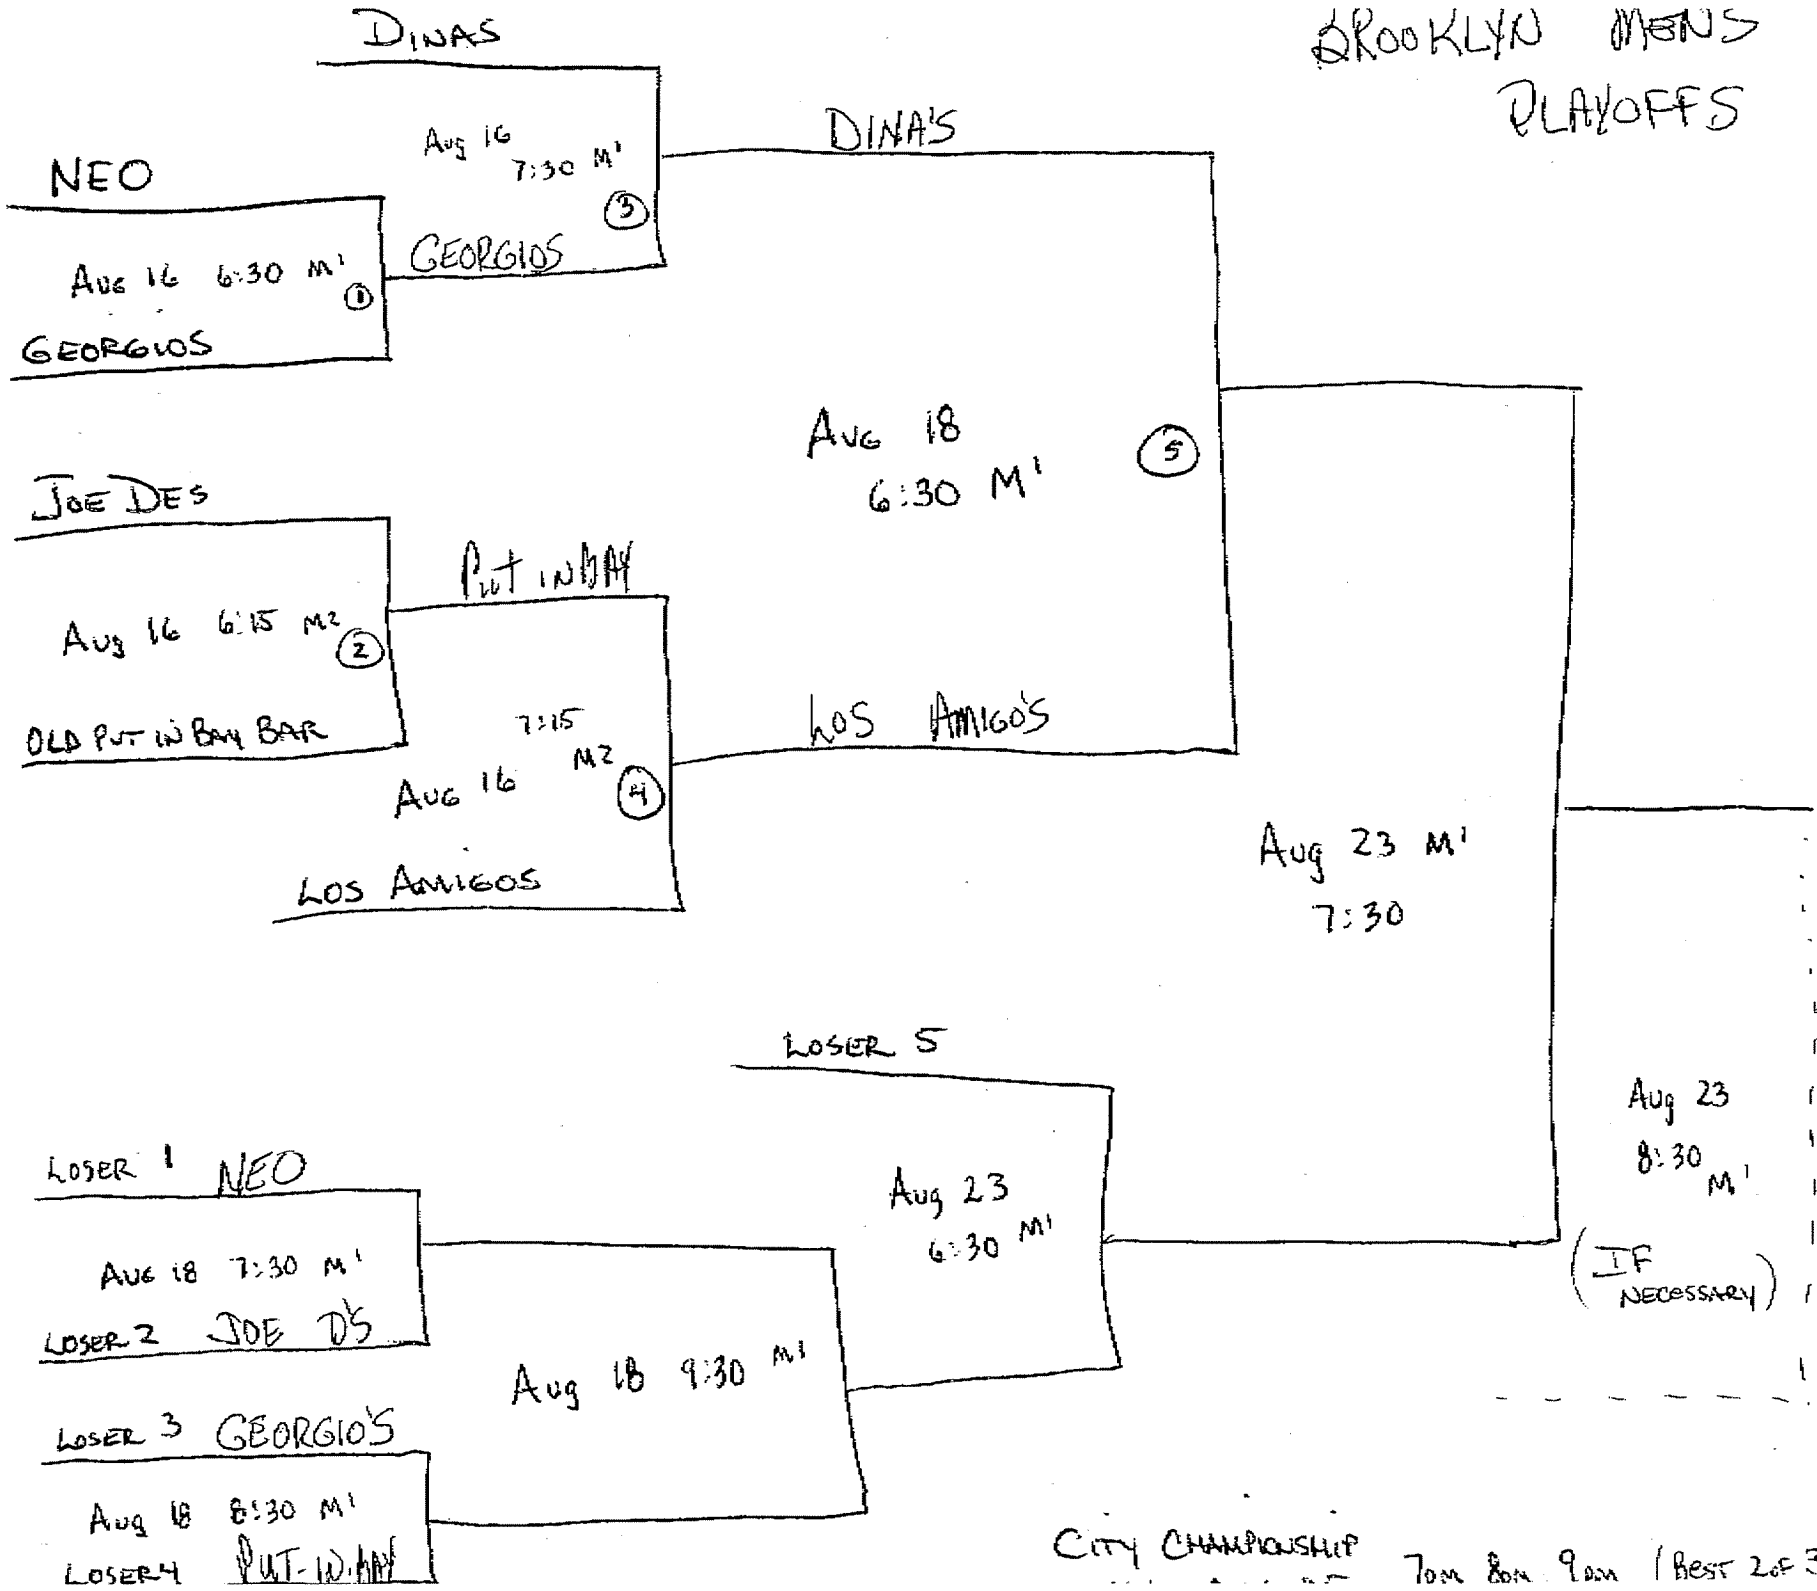 BROOKLYN MENS
PLAYOFFS
DINAS
Aug 16
7:30 M1
3
DINA'S
NEO
Aug 16 6:30 M1
1
GEORGIOS
GEORGIOS
Aug 18
6:30 M1
5
JOE DES
Aug 16 6:15 M2
2
OLD PUT IN BAY BAR
Put IN BAY
7:15
M2
Aug 16
4
LOS AMIGOS
LOS AMIGO'S
Aug 23 M1
7:30
LOSER 5
Aug 23
6:30 M1
Aug 23
8:30
M1
(IF
NECESSARY)
LOSER 1 NEO
Aug 18 7:30 M1
LOSER 2 JOE D'S
Aug 18 9:30 M1
LOSER 3 GEORGIO'S
Aug 18 8:30 M1
LOSER 4 PUT-IN-BAY
CITY CHAMPIONSHIP
7pm 8pm 9pm (BEST 2 OF 3